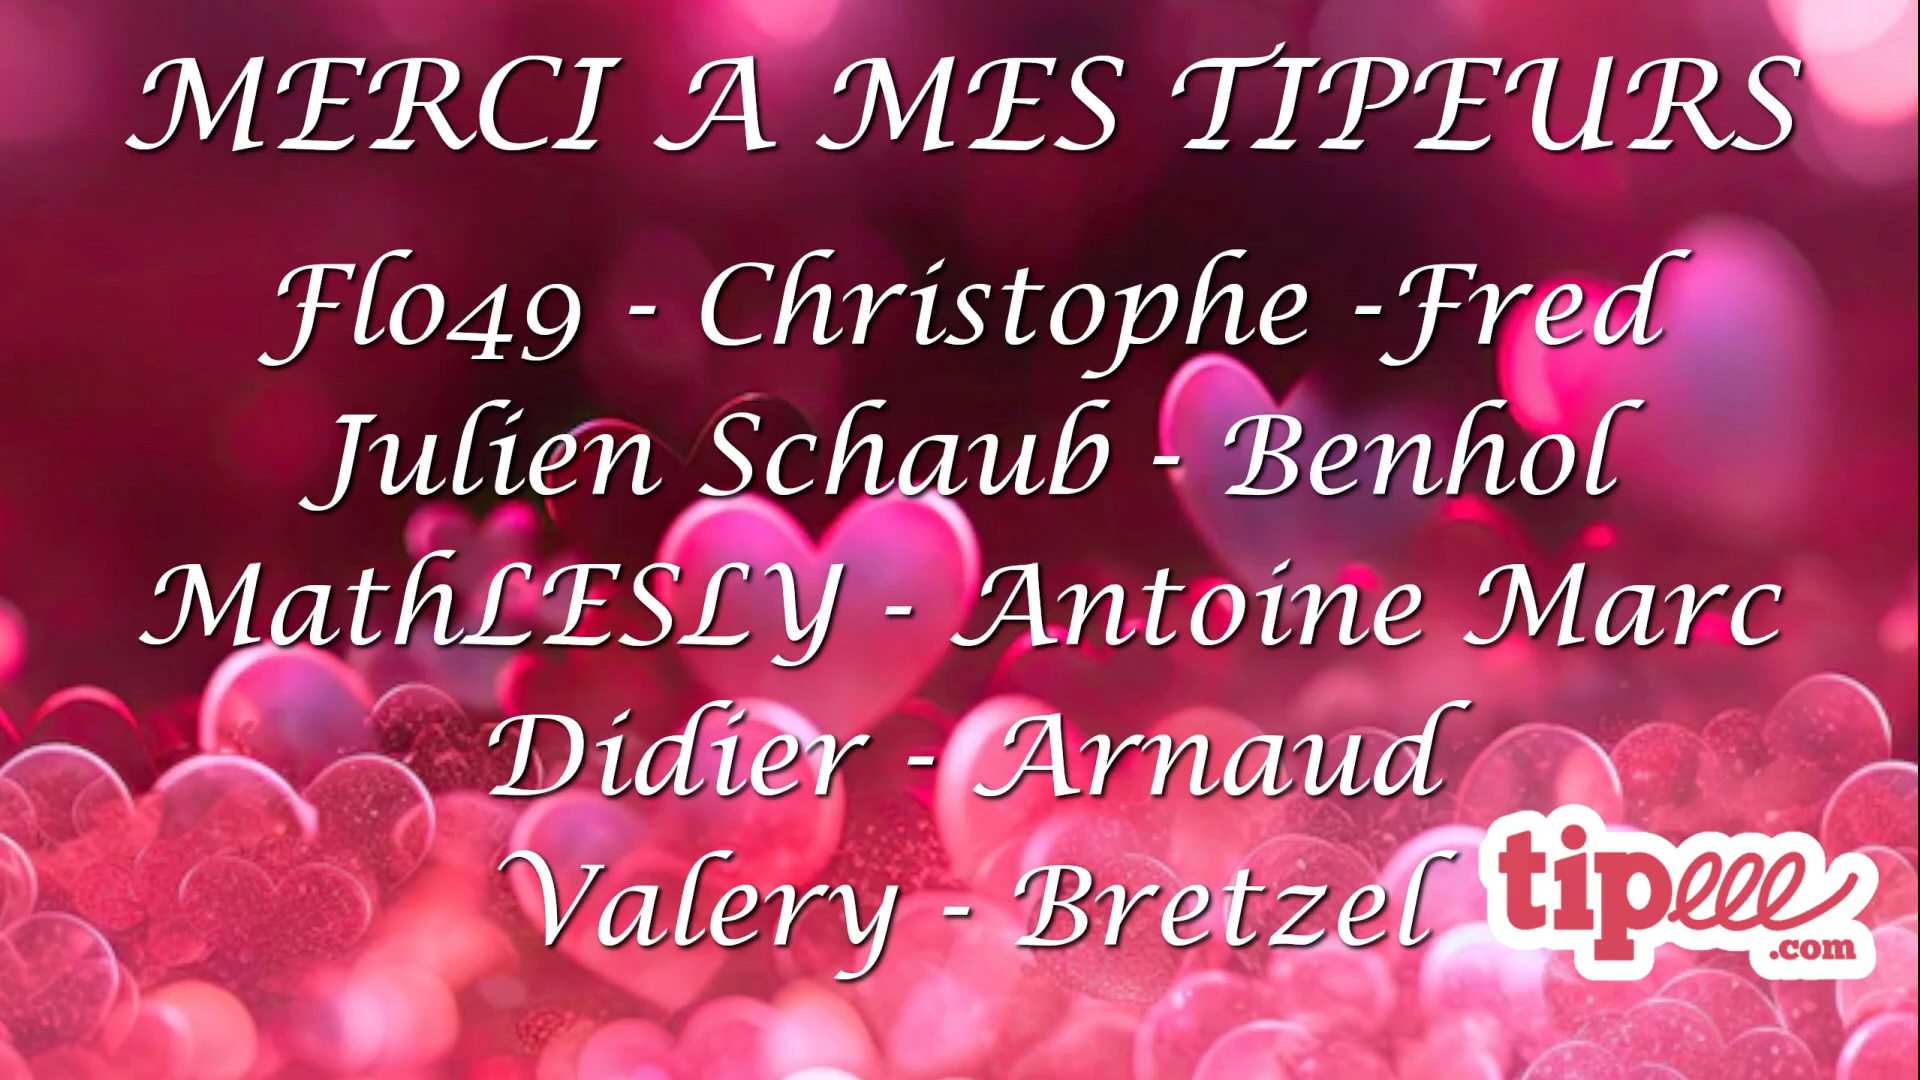 MERCI A MES TIPEURS
Flo49 - Christophe -Fred
Julien Schaub - Benhol
MathLESLY - Antoine Marc
Didier - Arnaud
Valery - Bretzel
tipeee
.com